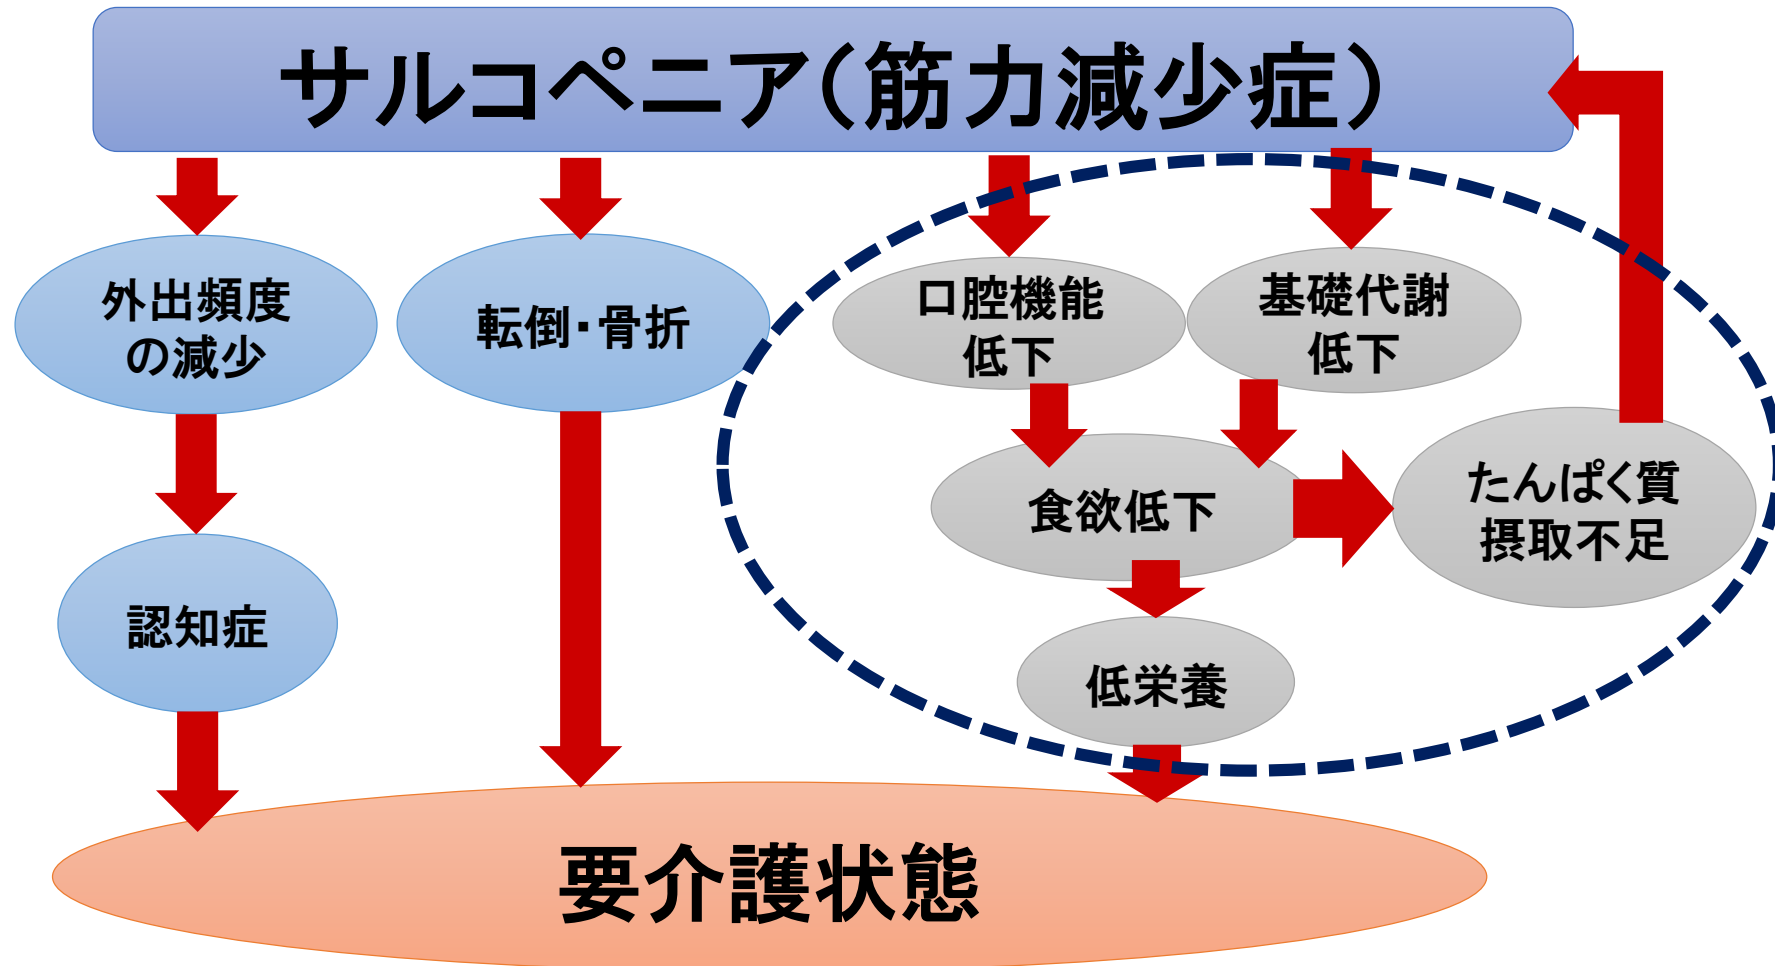 サルコペニア（筋力減少症）
外出頻度
の減少
転倒・骨折
口腔機能
低下
基礎代謝
低下
食欲低下
たんぱく質
摂取不足
認知症
低栄養
要介護状態